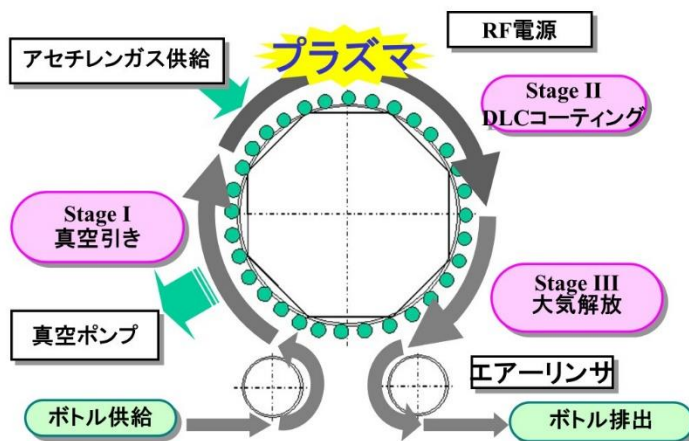 プラズマ
RF電源
アセチレンガス供給
Stage II
DLCコーティング
Stage I
真空引き
Stage III
大気解放
真空ポンプ
エアーリンサ
ボトル供給
ボトル排出